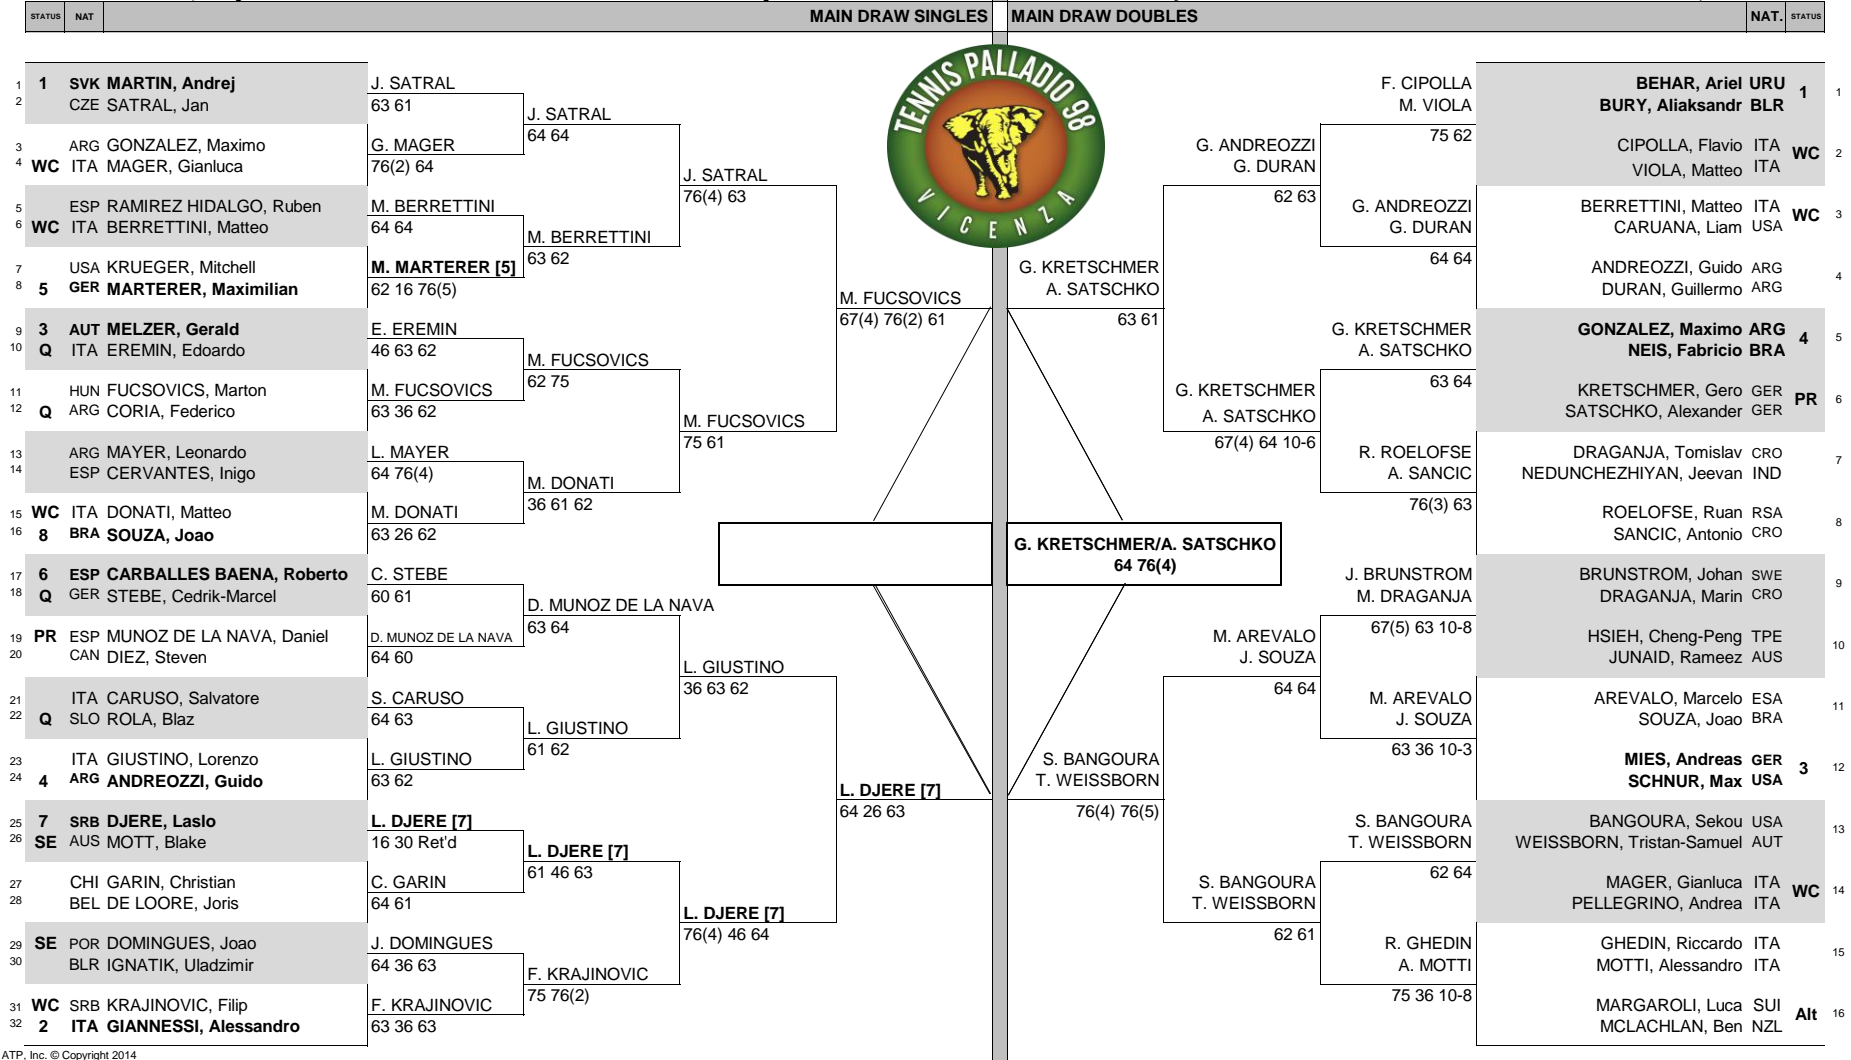 STATUS NAT MAIN DRAW SINGLES MAIN DRAW DOUBLES NAT. STATUS
TENNIS PALLADIO 98
VICENZA
1 1 SVK MARTIN, Andrej
2 CZE SATRAL, Jan
3 ARG GONZALEZ, Maximo
4 WC ITA MAGER, Gianluca
5 ESP RAMIREZ HIDALGO, Ruben
6 WC ITA BERRETTINI, Matteo
7 USA KRUEGER, Mitchell
8 5 GER MARTERER, Maximilian
9 3 AUT MELZER, Gerald
10 Q ITA EREMIN, Edoardo
11 HUN FUCSOVICS, Marton
12 Q ARG CORIA, Federico
13 ARG MAYER, Leonardo
14 ESP CERVANTES, Inigo
15 WC ITA DONATI, Matteo
16 8 BRA SOUZA, Joao
17 6 ESP CARBALLES BAENA, Roberto
18 Q GER STEBE, Cedrik-Marcel
19 PR ESP MUNOZ DE LA NAVA, Daniel
20 CAN DIEZ, Steven
21 ITA CARUSO, Salvatore
22 Q SLO ROLA, Blaz
23 ITA GIUSTINO, Lorenzo
24 4 ARG ANDREOZZI, Guido
25 7 SRB DJERE, Laslo
26 SE AUS MOTT, Blake
27 CHI GARIN, Christian
28 BEL DE LOORE, Joris
29 SE POR DOMINGUES, Joao
30 BLR IGNATIK, Uladzimir
31 WC SRB KRAJINOVIC, Filip
32 2 ITA GIANNESSI, Alessandro
J. SATRAL
63 61
G. MAGER
76(2) 64
M. BERRETTINI
64 64
M. MARTERER [5]
62 16 76(5)
E. EREMIN
46 63 62
M. FUCSOVICS
63 36 62
L. MAYER
64 76(4)
M. DONATI
63 26 62
C. STEBE
60 61
D. MUNOZ DE LA NAVA
64 60
S. CARUSO
64 63
L. GIUSTINO
63 62
L. DJERE [7]
16 30 Ret'd
C. GARIN
64 61
J. DOMINGUES
64 36 63
F. KRAJINOVIC
63 36 63
J. SATRAL
64 64
M. BERRETTINI
63 62
M. FUCSOVICS
62 75
M. DONATI
36 61 62
D. MUNOZ DE LA NAVA
63 64
L. GIUSTINO
61 62
L. DJERE [7]
61 46 63
F. KRAJINOVIC
75 76(2)
J. SATRAL
76(4) 63
M. FUCSOVICS
75 61
L. GIUSTINO
36 63 62
L. DJERE [7]
76(4) 46 64
M. FUCSOVICS
67(4) 76(2) 61
L. DJERE [7]
64 26 63
G. KRETSCHMER/A. SATSCHKO
64 76(4)
G. KRETSCHMER
A. SATSCHKO
63 61
S. BANGOURA
T. WEISSBORN
76(4) 76(5)
G. ANDREOZZI
G. DURAN
62 63
G. KRETSCHMER
A. SATSCHKO
67(4) 64 10-6
M. AREVALO
J. SOUZA
64 64
S. BANGOURA
T. WEISSBORN
62 61
F. CIPOLLA
M. VIOLA
75 62
G. ANDREOZZI
G. DURAN
64 64
G. KRETSCHMER
A. SATSCHKO
63 64
R. ROELOFSE
A. SANCIC
76(3) 63
J. BRUNSTROM
M. DRAGANJA
67(5) 63 10-8
M. AREVALO
J. SOUZA
63 36 10-3
S. BANGOURA
T. WEISSBORN
62 64
R. GHEDIN
A. MOTTI
75 36 10-8
BEHAR, Ariel URU 1 1
BURY, Aliaksandr BLR
CIPOLLA, Flavio ITA WC 2
VIOLA, Matteo ITA
BERRETTINI, Matteo ITA WC 3
CARUANA, Liam USA
ANDREOZZI, Guido ARG 4
DURAN, Guillermo ARG
GONZALEZ, Maximo ARG 4 5
NEIS, Fabricio BRA
KRETSCHMER, Gero GER PR 6
SATSCHKO, Alexander GER
DRAGANJA, Tomislav CRO 7
NEDUNCHEZHIYAN, Jeevan IND
ROELOFSE, Ruan RSA 8
SANCIC, Antonio CRO
BRUNSTROM, Johan SWE 9
DRAGANJA, Marin CRO
HSIEH, Cheng-Peng TPE 10
JUNAID, Rameez AUS
AREVALO, Marcelo ESA 11
SOUZA, Joao BRA
MIES, Andreas GER 3 12
SCHNUR, Max USA
BANGOURA, Sekou USA 13
WEISSBORN, Tristan-Samuel AUT
MAGER, Gianluca ITA WC 14
PELLEGRINO, Andrea ITA
GHEDIN, Riccardo ITA 15
MOTTI, Alessandro ITA
MARGAROLI, Luca SUI Alt 16
MCLACHLAN, Ben NZL
ATP, Inc. © Copyright 2014